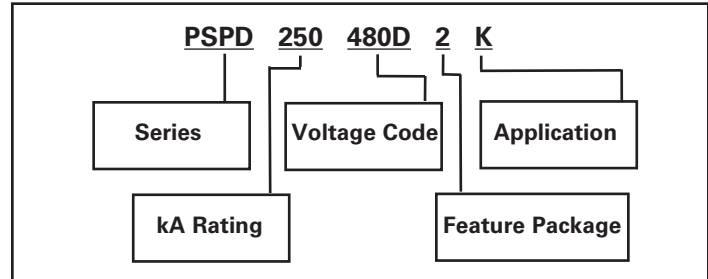 PSPD 250 480D 2 K
Series
Voltage Code
Application
kA Rating
Feature Package